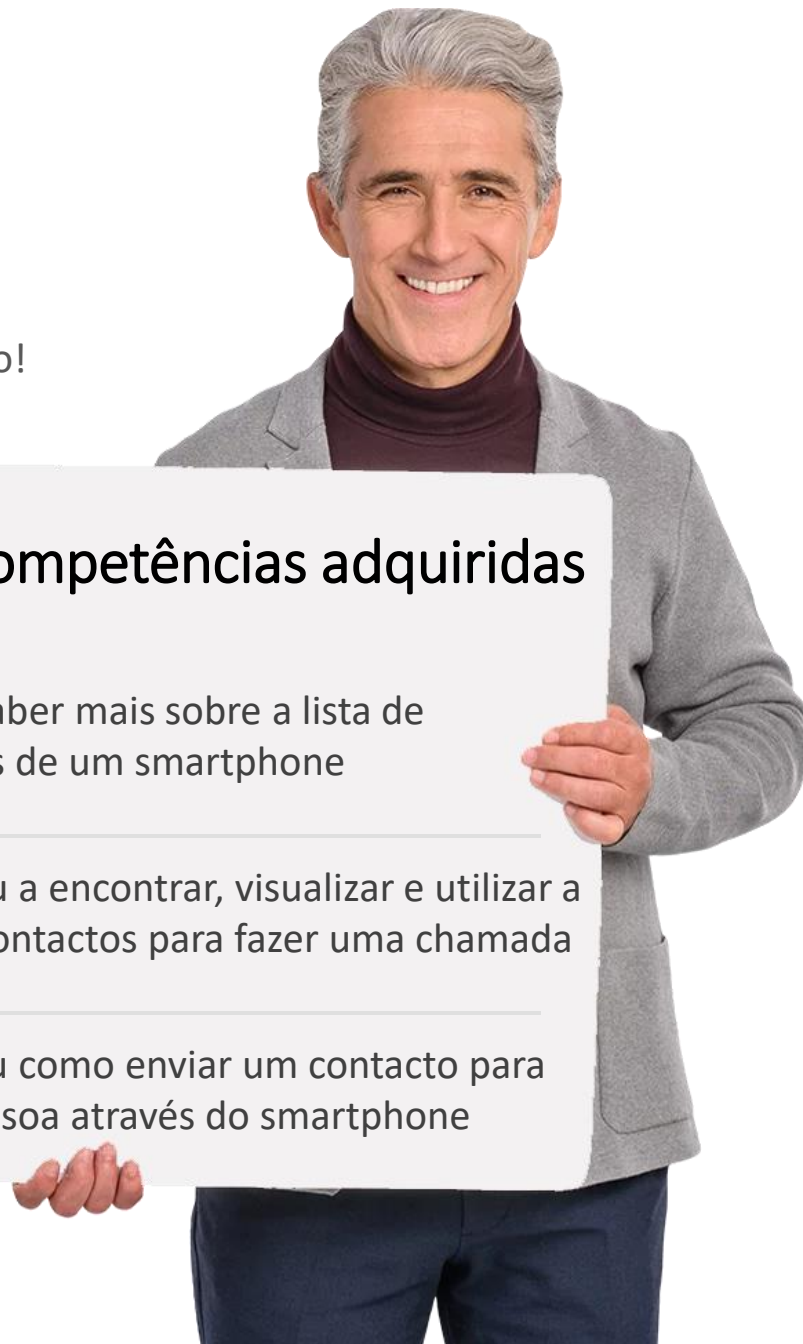 o!
ompetências adquiridas
aber mais sobre a lista de
s de um smartphone
u a encontrar, visualizar e utilizar a
ontactos para fazer uma chamada
u como enviar um contacto para
soa através do smartphone